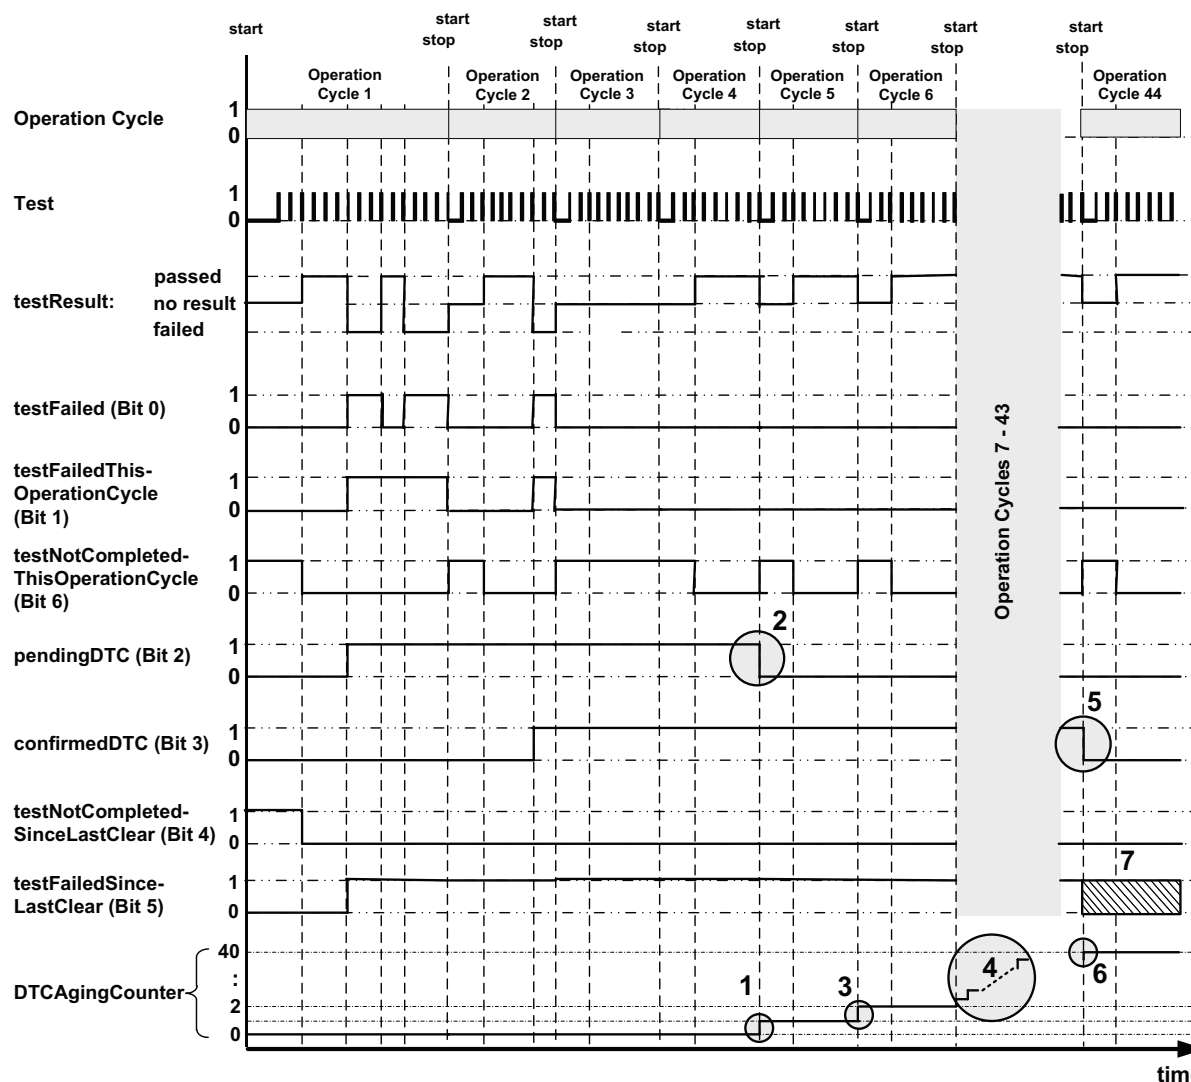 start
start
stop
start
stop
start
stop
start
stop
start
stop
start
stop
start
stop
Operation
Cycle 1
Operation
Cycle 2
Operation
Cycle 3
Operation
Cycle 4
Operation
Cycle 5
Operation
Cycle 6
Operation
Cycle 44
Operation Cycle
1
0
Test
1
0
testResult:
passed
no result
failed
testFailed (Bit 0)
1
0
testFailedThis-
OperationCycle
(Bit 1)
1
0
testNotCompleted-
ThisOperationCycle
(Bit 6)
1
0
pendingDTC (Bit 2)
1
0
2
confirmedDTC (Bit 3)
1
0
5
testNotCompleted-
SinceLastClear (Bit 4)
1
0
testFailedSince-
LastClear (Bit 5)
1
0
7
Operation Cycles 7 - 43
DTCAgingCounter
40
:
2
0
1
3
4
6
tim